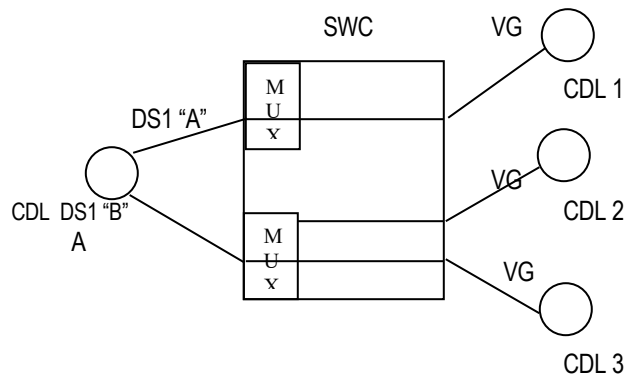 SWC
VG
CDL 1
M
U
X
DS1 “A”
VG
CDL 2
CDL DS1 “B”
A
M
U
X
VG
CDL 3